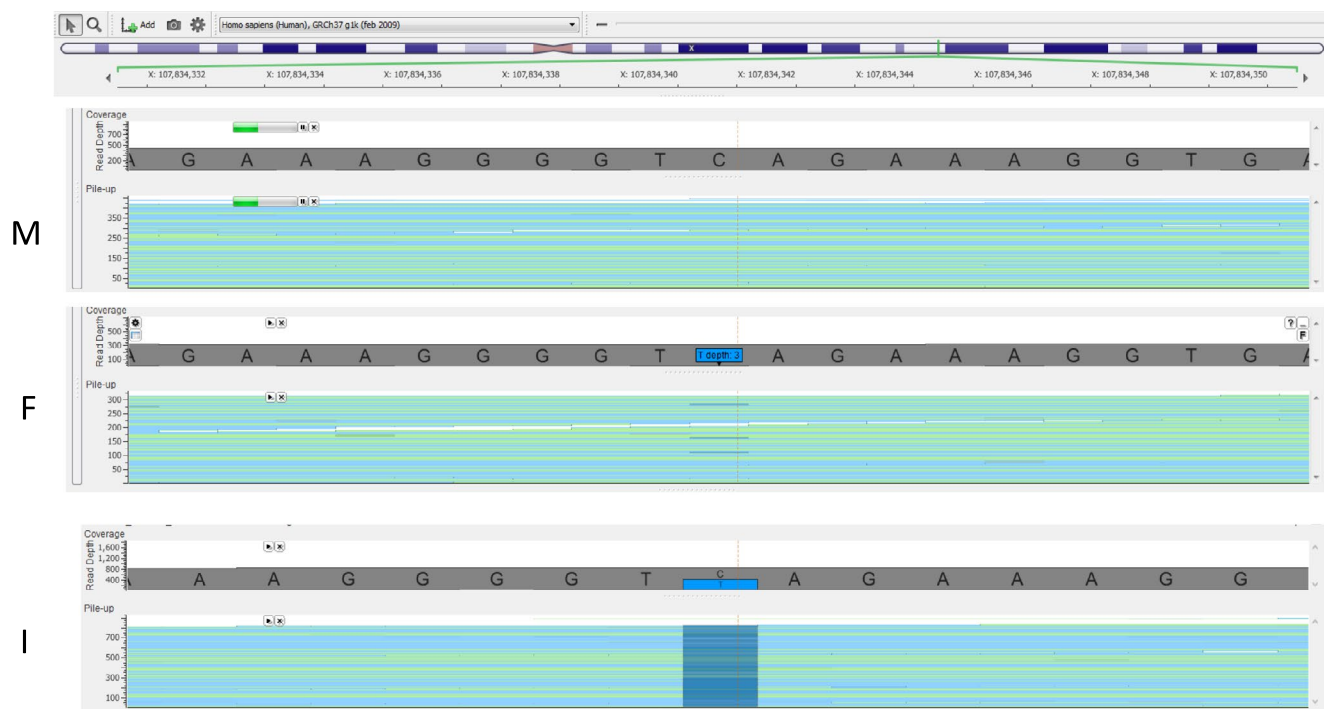 Add Homo sapiens (Human), GRCh37 g1k (feb 2009)
X
X: 107,834,332 X: 107,834,334 X: 107,834,336 X: 107,834,338 X: 107,834,340 X: 107,834,342 X: 107,834,344 X: 107,834,346 X: 107,834,348 X: 107,834,350
M
Coverage
Read Depth
700
500
200
A G A A A G G G G T C A G A A A G G T G A
Pile-up
350
250
150
50
F
Coverage
Read Depth
500
300
100
A G A A A G G G G T T depth: 3 A G A A A G G T G A
?
F
Pile-up
300
250
200
150
100
50
I
Coverage
Read Depth
1,600
1,200
800
400
A A G G G G T C A G A A A G G
T
Pile-up
700
500
300
100